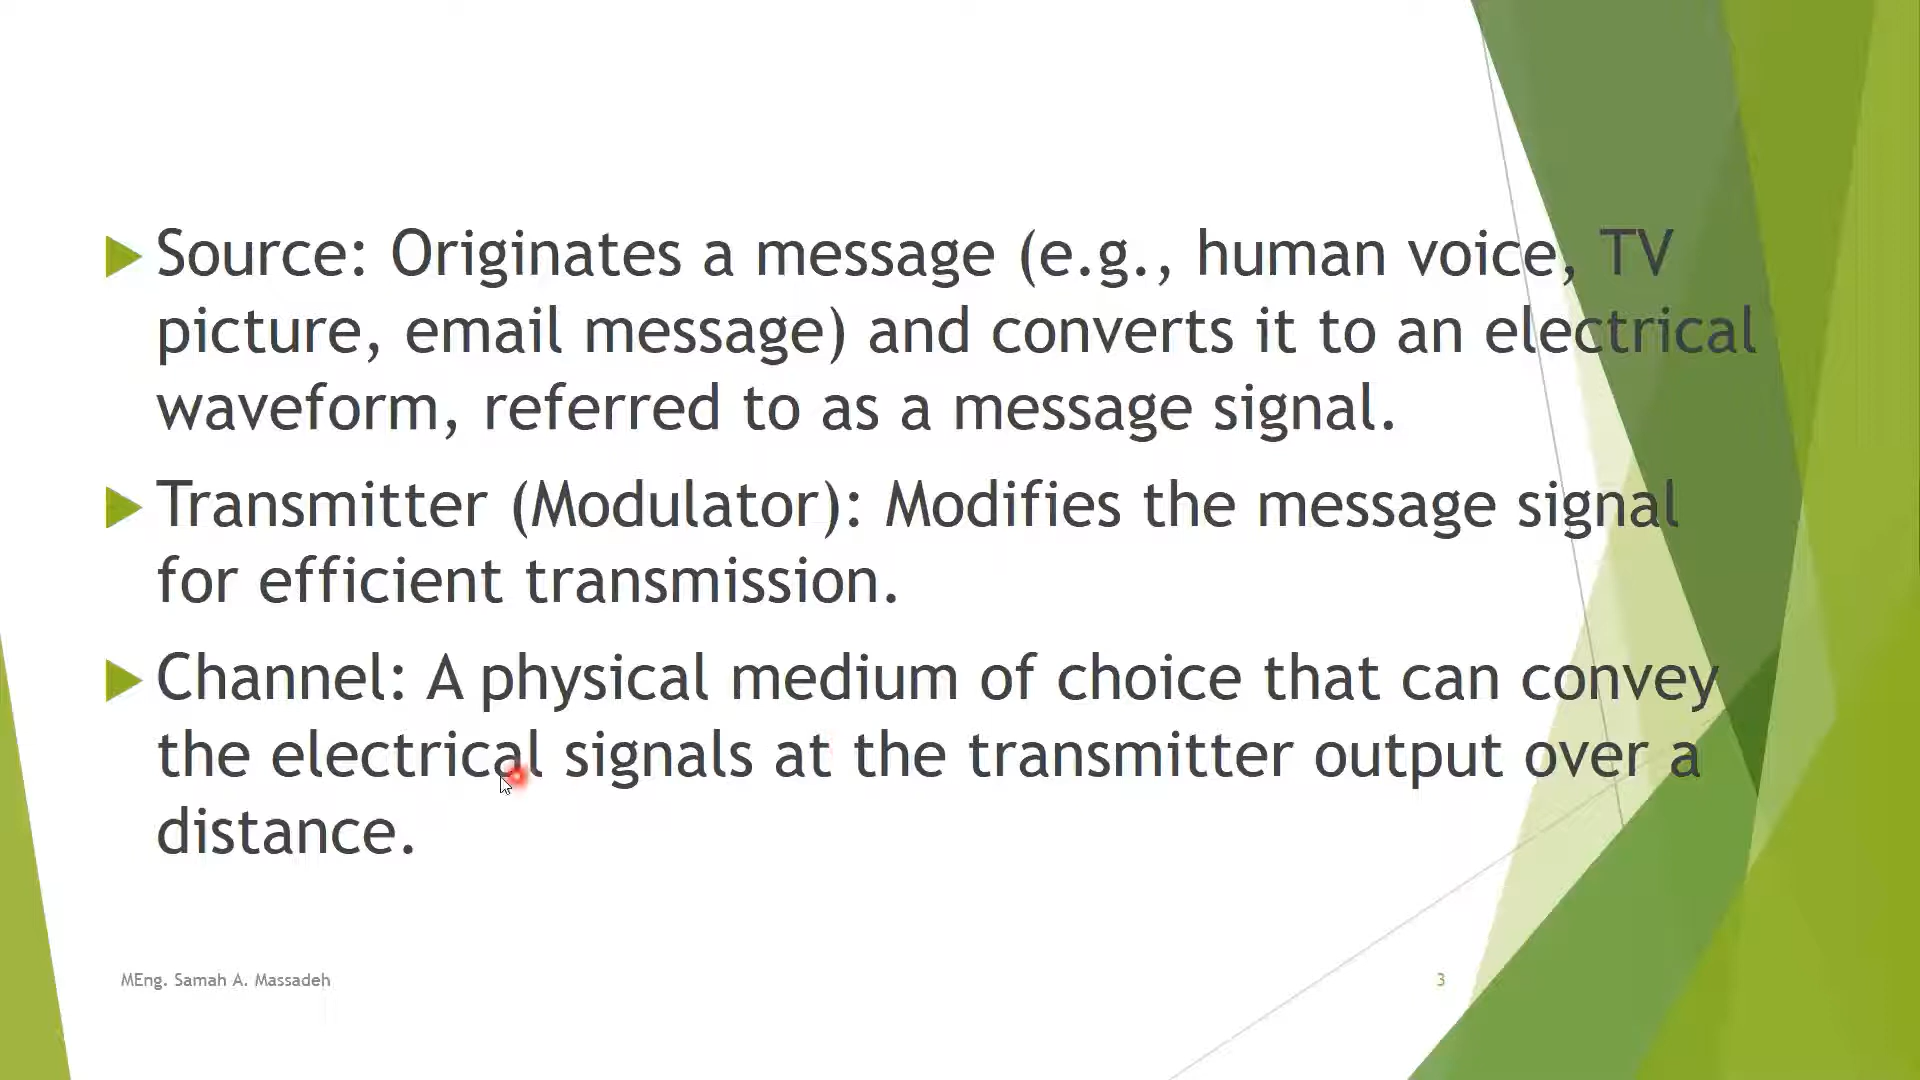 Source: Originates a message (e.g., human voice, TV
picture, email message) and converts it to an electrical
waveform, referred to as a message signal.
Transmitter (Modulator): Modifies the message signal
for efficient transmission.
Channel: A physical medium of choice that can convey
the electrical signals at the transmitter output over a
distance.
MEng. Samah A. Massadeh
3